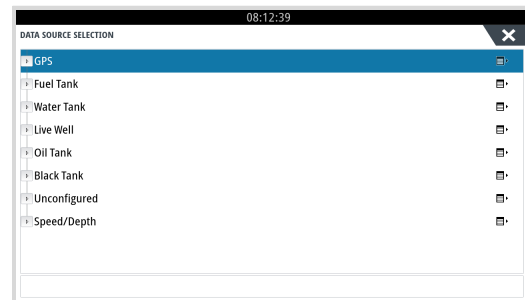 08:12:39
DATA SOURCE SELECTION
GPS
Fuel Tank
Water Tank
Live Well
Oil Tank
Black Tank
Unconfigured
Speed/Depth